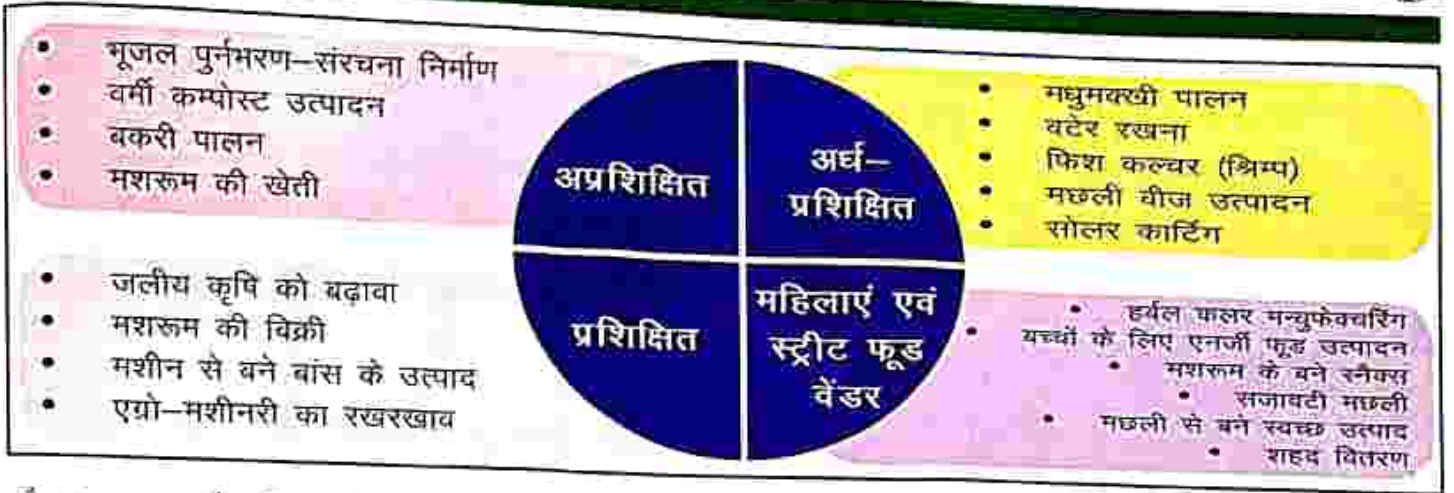 • भूजल पुर्नभरण–संरचना निर्माण
• वर्मी कम्पोस्ट उत्पादन
• बकरी पालन
• मशरूम की खेती
अप्रशिक्षित
अर्ध–
प्रशिक्षित
• मधुमक्खी पालन
• बटेर रखना
• फिश कल्चर (श्रिम्प)
• मछली बीज उत्पादन
• सोलर कार्टिंग
• जलीय कृषि को बढ़ावा
• मशरूम की बिक्री
• मशीन से बने बांस के उत्पाद
• एग्रो–मशीनरी का रखरखाव
प्रशिक्षित
महिलाएं एवं
स्ट्रीट फूड
वेंडर
• हर्बल कलर मन्युफेक्चरिंग
• बच्चों के लिए एनर्जी फूड उत्पादन
• मशरूम के बने स्नैक्स
• सजावटी मछली
• मछली से बने स्वच्छ उत्पाद
• शहद वितरण